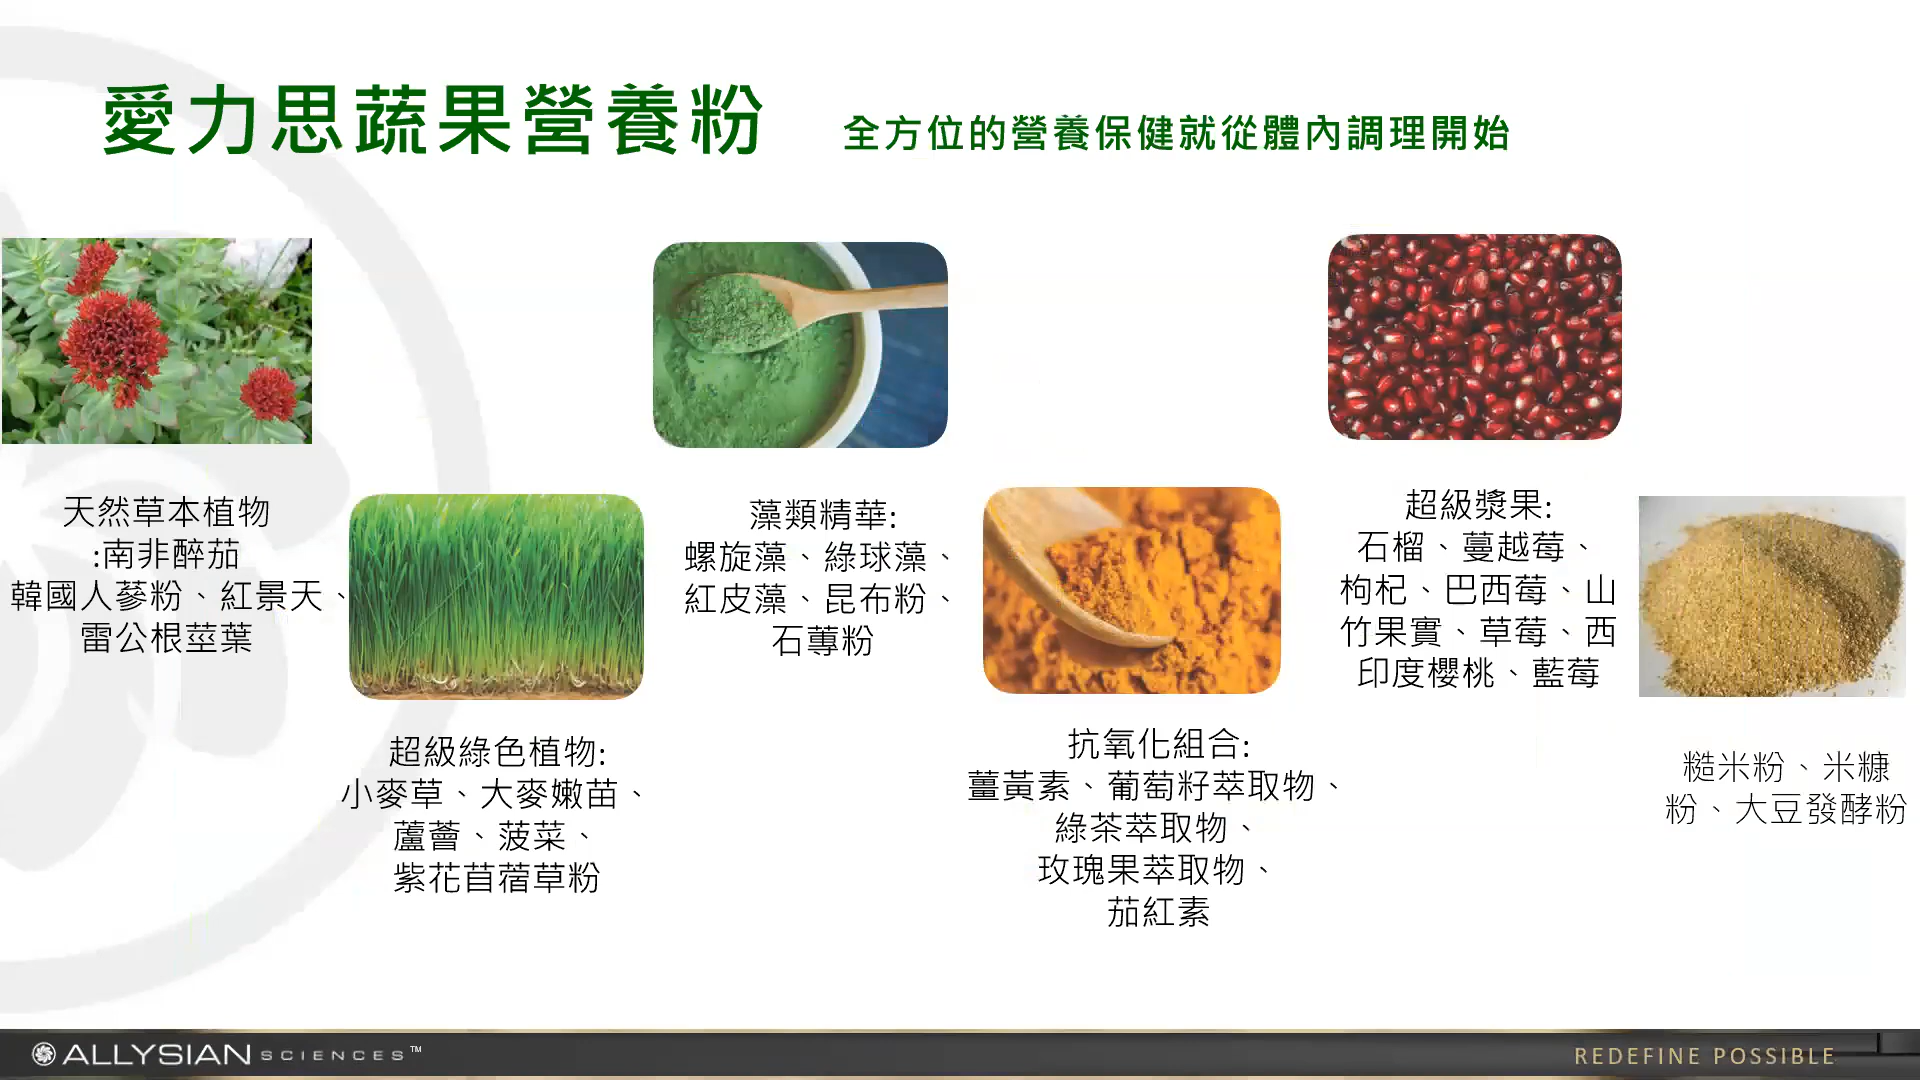 愛力思蔬果營養粉
全方位的營養保健就從體內調理開始
天然草本植物
:南非醉茄
韓國人蔘粉、紅景天、
雷公根莖葉
超級綠色植物:
小麥草、大麥嫩苗、
蘆薈、菠菜、
紫花苜蓿草粉
藻類精華:
螺旋藻、綠球藻、
紅皮藻、昆布粉、
石蓴粉
抗氧化組合:
薑黃素、葡萄籽萃取物、
綠茶萃取物、
玫瑰果萃取物、
茄紅素
超級漿果:
石榴、蔓越莓、
枸杞、巴西莓、山
竹果實、草莓、西
印度櫻桃、藍莓
糙米粉、米糠
粉、大豆發酵粉
ALLYSIAN SCIENCES™
REDEFINE POSSIBLE